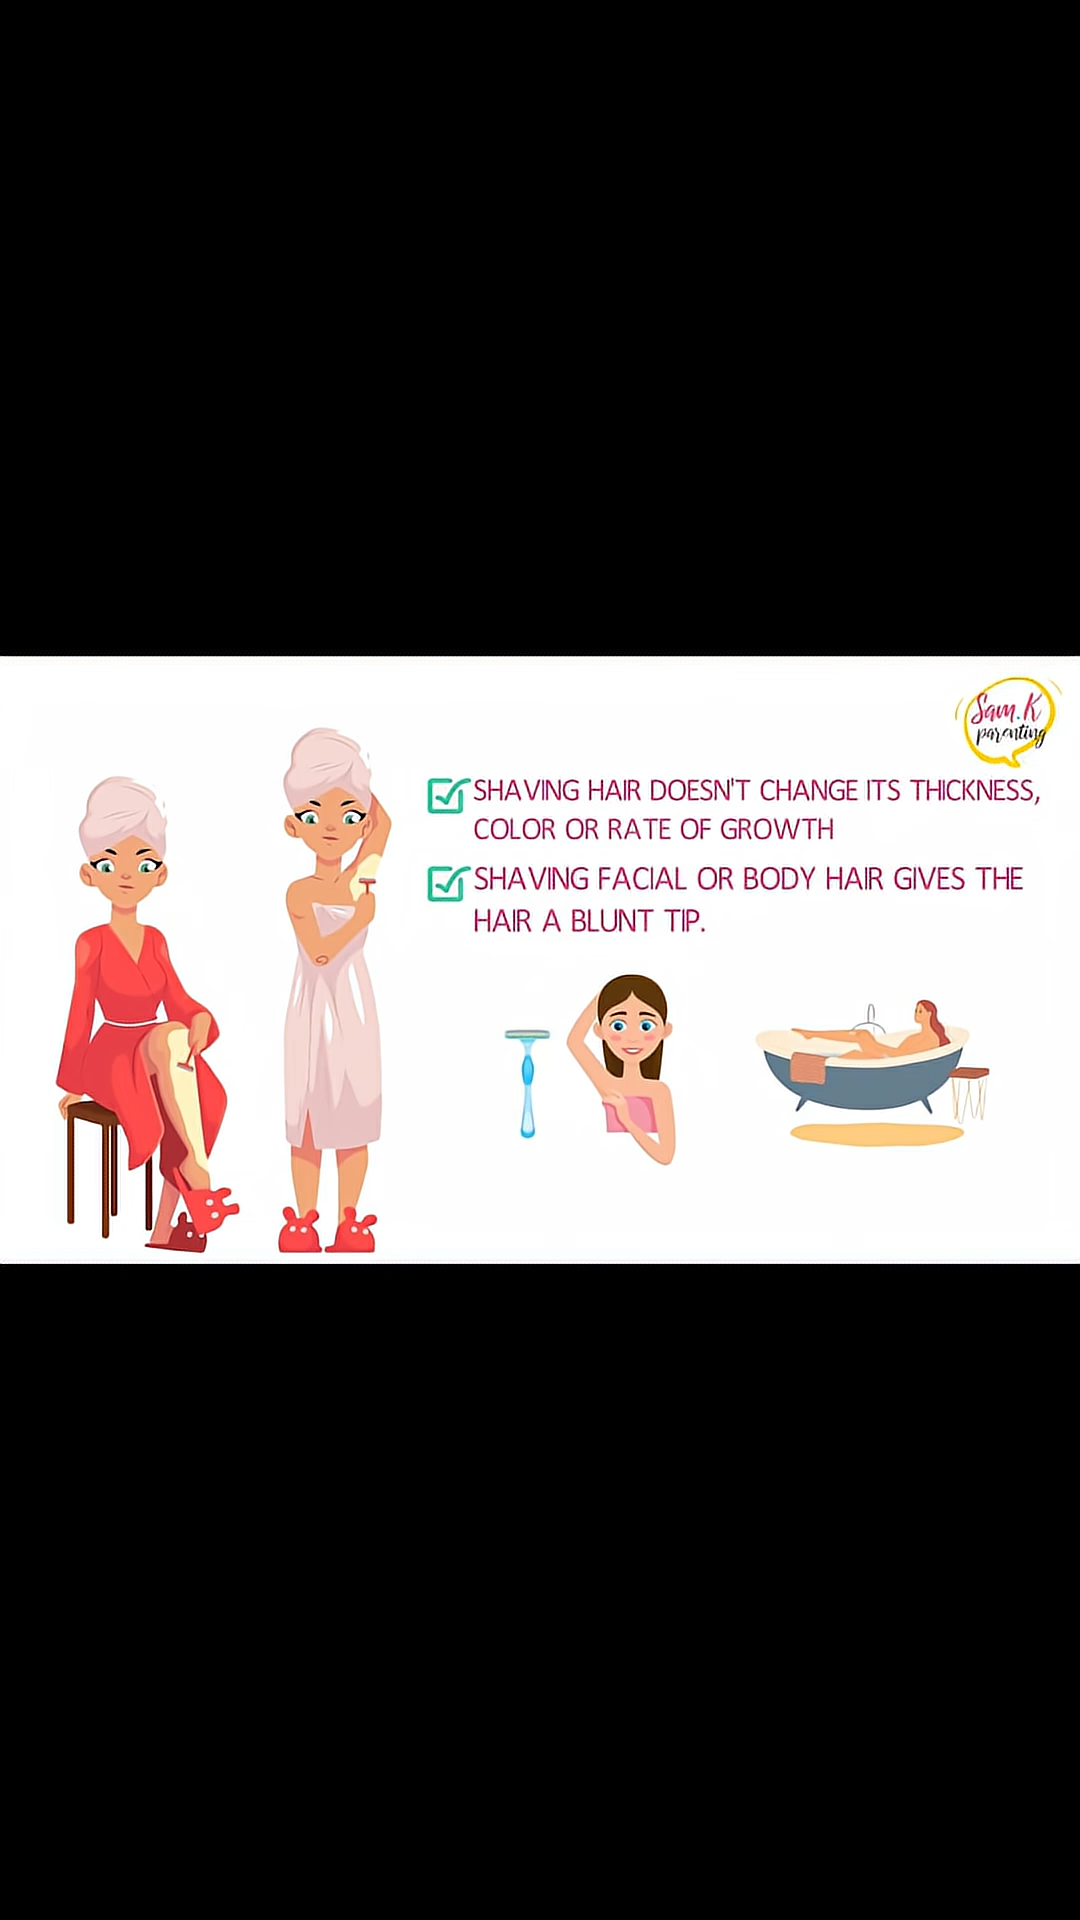 Sam.K
parenting
SHAVING HAIR DOESN'T CHANGE ITS THICKNESS,
COLOR OR RATE OF GROWTH
SHAVING FACIAL OR BODY HAIR GIVES THE
HAIR A BLUNT TIP.